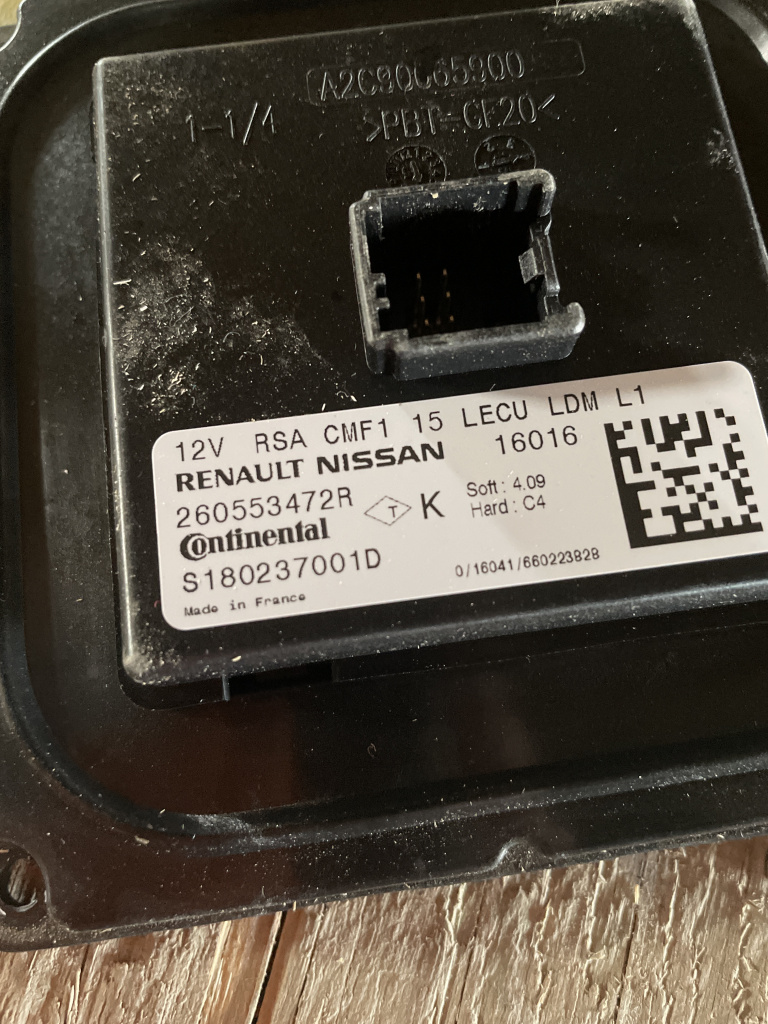 A2C90065900
1-1/4
>PBT-GF20<
12V RSA CMF1 15 LECU LDM L1
RENAULT NISSAN 16016
260553472R T K Soft : 4.09
Hard : C4
Continental
S180237001D 0/16041/66022382B
Made in France